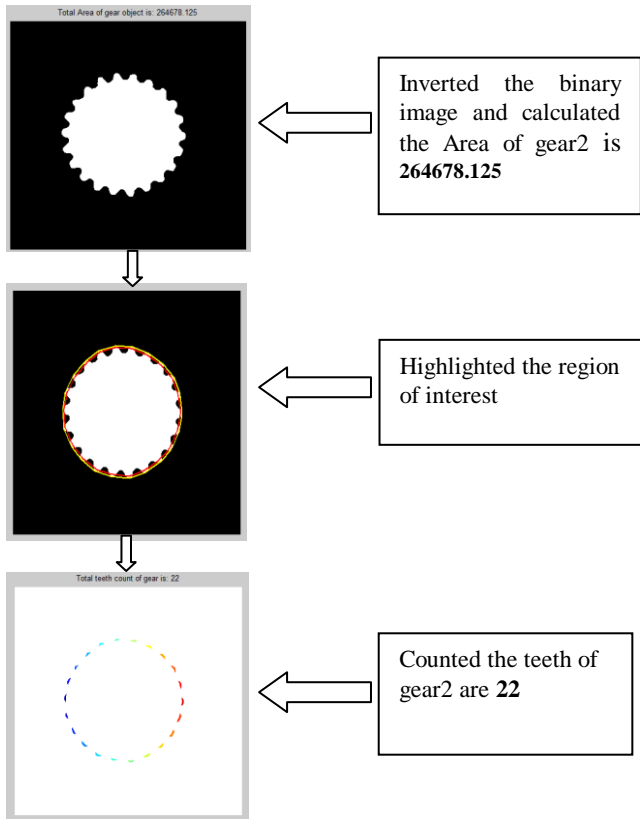 Total Area of gear object is: 264678.125
Inverted the binary
image and calculated
the Area of gear2 is
264678.125
Highlighted the region
of interest
Total teeth count of gear is: 22
Counted the teeth of
gear2 are 22